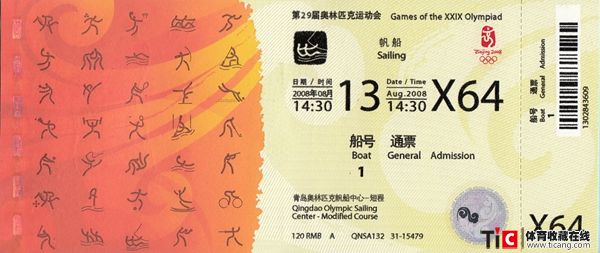 第29届奥林匹克运动会 Games of the XXIX Olympiad
帆船
Sailing
Beijing 2008
日期 / 时间
2008年08月
14:30
13
Date / Time
Aug.2008
14:30
X64
船号 通票
Boat General Admission
1
青岛奥林匹克帆船中心—短程
Qingdao Olympic Sailing
Center - Modified Course
120 RMB A QNSA132 31-15479
船号 通票
Boat General Admission
1
1302843609
X64
TiC 体育收藏在线
www.ticang.com